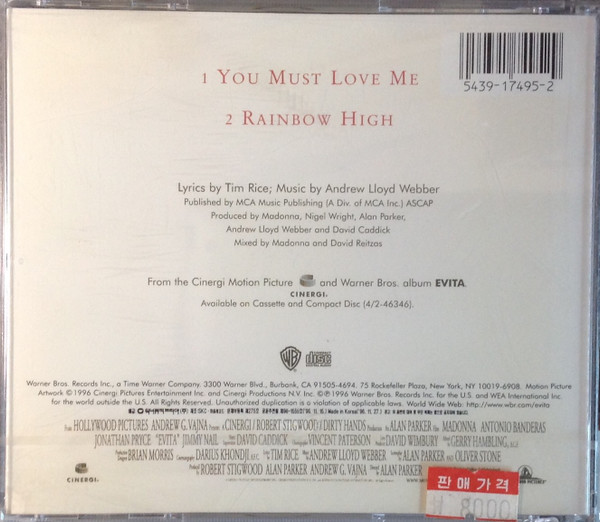 1 YOU MUST LOVE ME
5439-17495-2
2 RAINBOW HIGH
Lyrics by Tim Rice; Music by Andrew Lloyd Webber
Published by MCA Music Publishing (A Div. of MCA Inc.) ASCAP
Produced by Madonna, Nigel Wright, Alan Parker,
Andrew Lloyd Webber and David Caddick
Mixed by Madonna and David Reitzas
From the Cinergi Motion Picture and Warner Bros. album EVITA.
CINERGI®
Available on Cassette and Compact Disc (4/2-46346).
WB COMPACT disc DIGITAL AUDIO
Warner Bros. Records Inc., a Time Warner Company. 3300 Warner Blvd., Burbank, CA 91505-4694. 75 Rockefeller Plaza, New York, NY 10019-6908. Motion Picture
Artwork ©1996 Cinergi Pictures Entertainment Inc. and Cinergi Productions N.V. Inc. ©℗1996 Warner Bros. Records Inc. for the U.S. and WEA International Inc.
for the world outside the U.S. All Rights Reserved. Unauthorized duplication is a violation of applicable laws. World Wide Web: http://www.wbr.com/evita
Made in Korea
HOLLYWOOD PICTURES ANDREW G. VAJNA A CINERGI / ROBERT STIGWOOD / DIRTY HANDS ALAN PARKER MADONNA ANTONIO BANDERAS
JONATHAN PRYCE "EVITA" JIMMY NAIL DAVID CADDICK VINCENT PATERSON DAVID WIMBURY GERRY HAMBLING, A.C.E.
BRIAN MORRIS DARIUS KHONDJI TIM RICE ANDREW LLOYD WEBBER ALAN PARKER AND OLIVER STONE
ROBERT STIGWOOD ALAN PARKER ANDREW G. VAJNA ALAN PARKER
CINERGI®
판매가격
8000